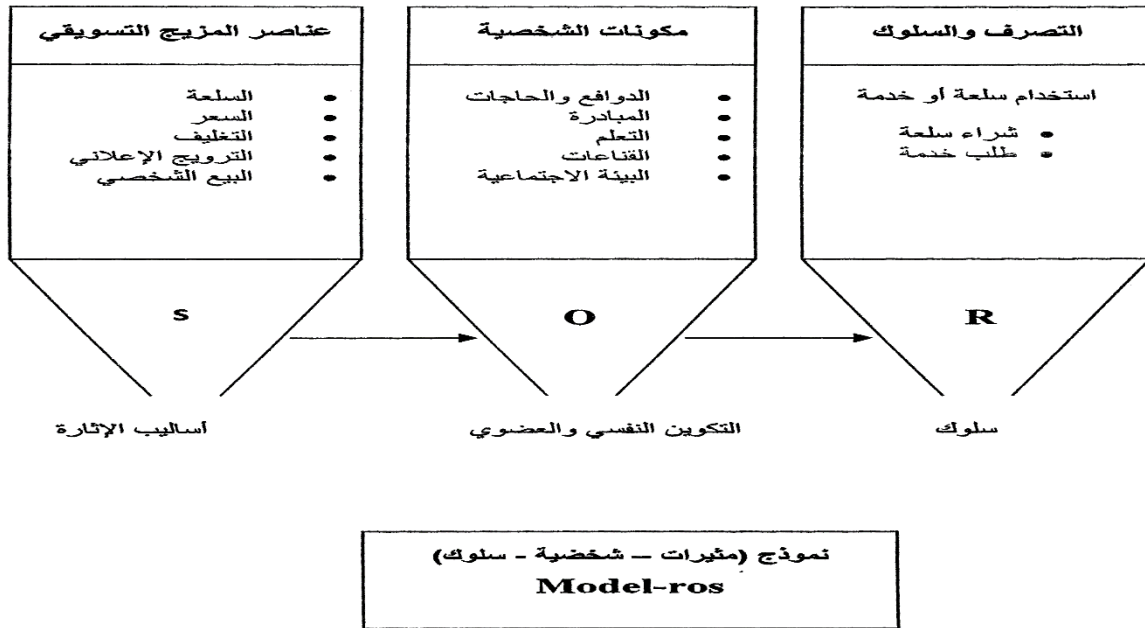 عناصر المزيج التسويقي
السلعة
السعر
التغليف
الترويج الإعلاني
البيع الشخصي
S
أساليب الإثارة
مكونات الشخصية
الدوافع والحاجات
المبادرة
التعلم
القناعات
البيئة الاجتماعية
O
التكوين النفسي والعضوي
التصرف والسلوك
استخدام سلعة أو خدمة
شراء سلعة
طلب خدمة
R
سلوك
نموذج (مثيرات – شخضية - سلوك)
Model-ros